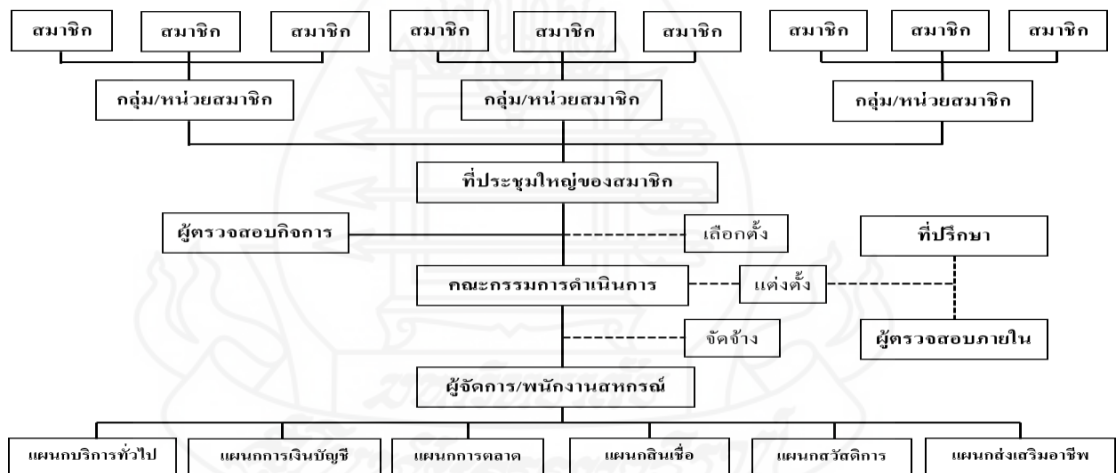 สมาชิก สมาชิก สมาชิก สมาชิก สมาชิก สมาชิก สมาชิก สมาชิก สมาชิก
กลุ่ม/หน่วยสมาชิก กลุ่ม/หน่วยสมาชิก กลุ่ม/หน่วยสมาชิก
ที่ประชุมใหญ่ของสมาชิก
ผู้ตรวจสอบกิจการ เลือกตั้ง ที่ปรึกษา
คณะกรรมการดำเนินการ แต่งตั้ง
จัดจ้าง ผู้ตรวจสอบภายใน
ผู้จัดการ/พนักงานสหกรณ์
แผนกบริการทั่วไป แผนกการเงินบัญชี แผนกการตลาด แผนกสินเชื่อ แผนกสวัสดิการ แผนกส่งเสริมอาชีพ